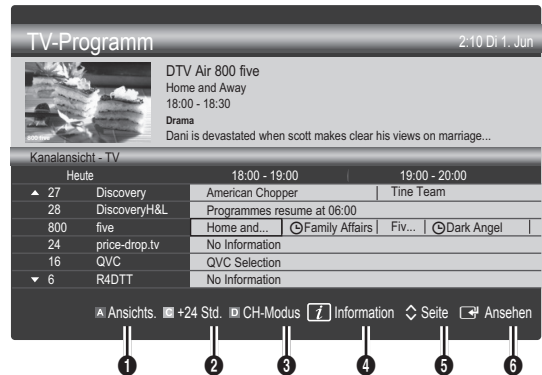 TV-Programm 2:10 Di 1. Jun
DTV Air 800 five
Home and Away
18:00 - 18:30
Drama
Dani is devastated when scott makes clear his views on marriage...
800 five
Kanalansicht - TV
Heute 18:00 - 19:00 19:00 - 20:00
▲ 27 Discovery American Chopper Tine Team
28 DiscoveryH&L Programmes resume at 06:00
800 five Home and... Family Affairs Fiv... Dark Angel
24 price-drop.tv No Information
16 QVC QVC Selection
▼ 6 R4DTT No Information
A Ansichts. C +24 Std. D CH-Modus i Information Seite Ansehen
1 2 3 4 5 6